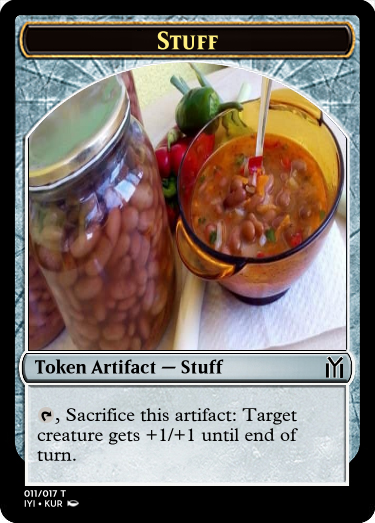 Stuff
Token Artifact — Stuff
, Sacrifice this artifact: Target
creature gets +1/+1 until end of
turn.
011/017 T
IYI • KUR